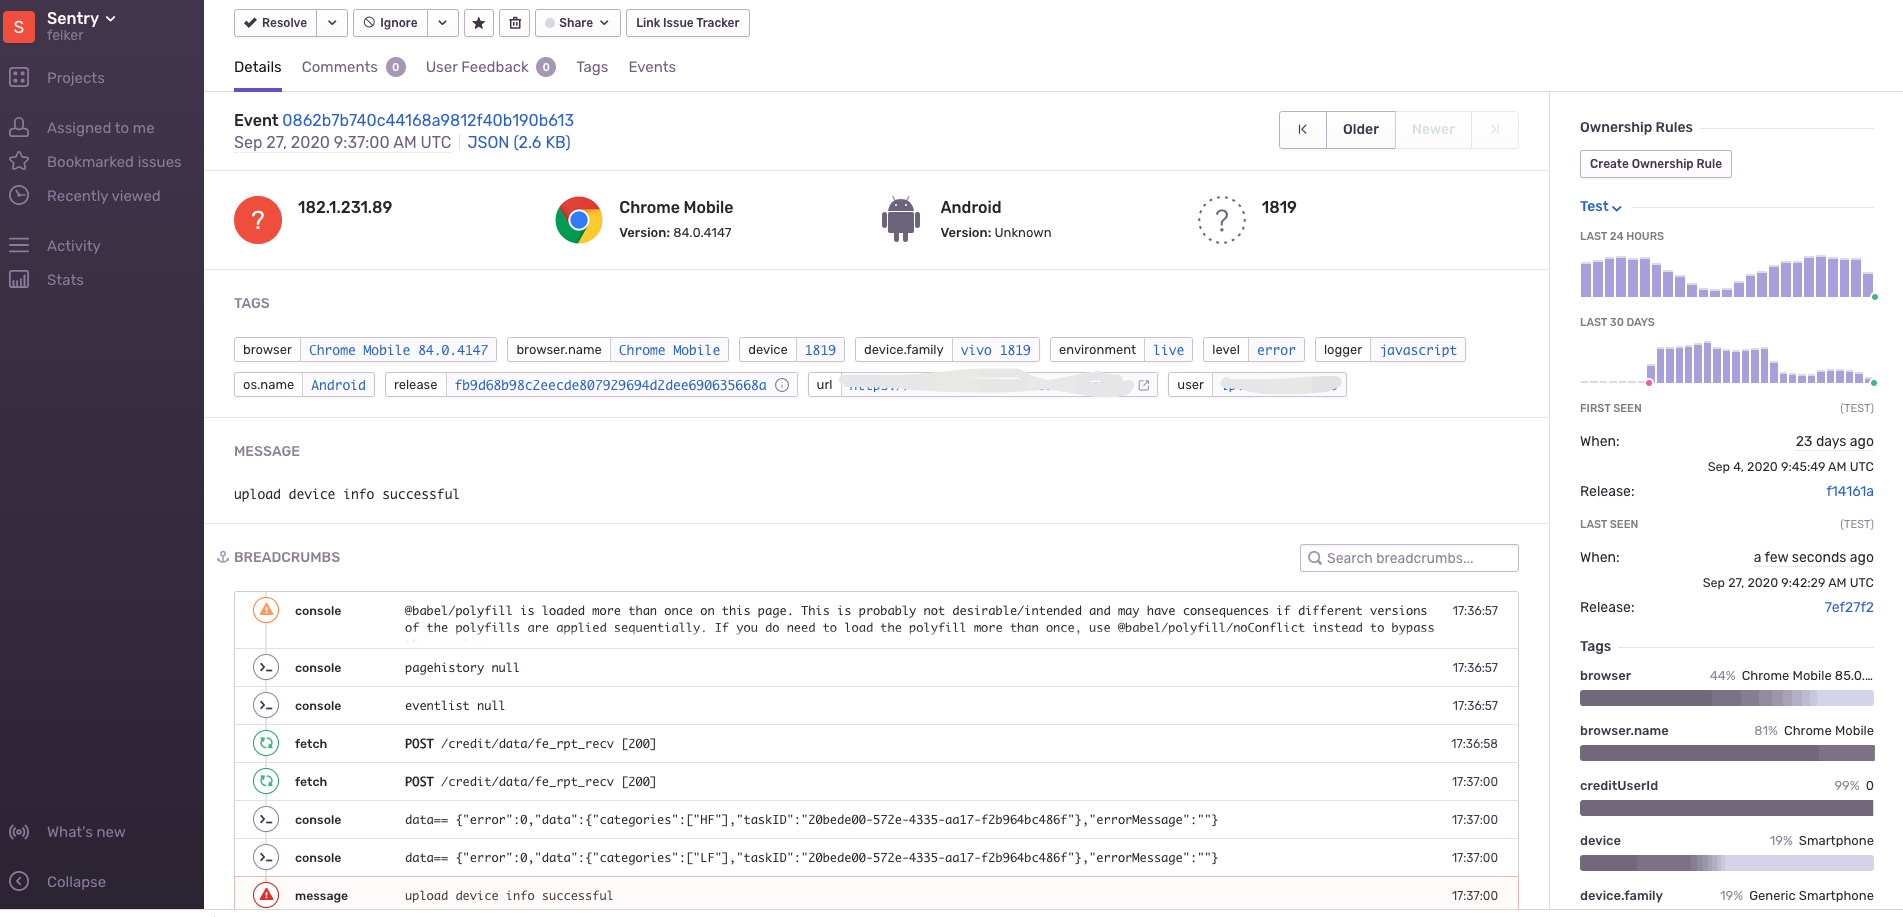 S
Sentry
feiker
Projects
Assigned to me
Bookmarked issues
Recently viewed
Activity
Stats
What's new
Collapse
Resolve
Ignore
Share
Link Issue Tracker
Details
Comments 0
User Feedback 0
Tags
Events
Event 0862b7b740c44168a9812f40b190b613
Sep 27, 2020 9:37:00 AM UTC | JSON (2.6 KB)
Older
Newer
? 182.1.231.89
Chrome Mobile
Version: 84.0.4147
Android
Version: Unknown
? 1819
TAGS
browser Chrome Mobile 84.0.4147
browser.name Chrome Mobile
device 1819
device.family vivo 1819
environment live
level error
logger javascript
os.name Android
release fb9d68b98c2eecde807929694d2dee690635668a
url
user
MESSAGE
upload device info successful
BREADCRUMBS
Search breadcrumbs...
console @babel/polyfill is loaded more than once on this page. This is probably not desirable/intended and may have consequences if different versions 17:36:57
of the polyfills are applied sequentially. If you do need to load the polyfill more than once, use @babel/polyfill/noConflict instead to bypass
console pagehistory null 17:36:57
console eventlist null 17:36:57
fetch POST /credit/data/fe_rpt_recv [200] 17:36:58
fetch POST /credit/data/fe_rpt_recv [200] 17:37:00
console data== {"error":0,"data":{"categories":["HF"],"taskID":"20bede00-572e-4335-aa17-f2b964bc486f"},"errorMessage":""} 17:37:00
console data== {"error":0,"data":{"categories":["LF"],"taskID":"20bede00-572e-4335-aa17-f2b964bc486f"},"errorMessage":""} 17:37:00
message upload device info successful 17:37:00
Ownership Rules
Create Ownership Rule
Test
LAST 24 HOURS
LAST 30 DAYS
FIRST SEEN (TEST)
When: 23 days ago
Sep 4, 2020 9:45:49 AM UTC
Release: f14161a
LAST SEEN (TEST)
When: a few seconds ago
Sep 27, 2020 9:42:29 AM UTC
Release: 7ef27f2
Tags
browser 44% Chrome Mobile 85.0....
browser.name 81% Chrome Mobile
creditUserId 99% 0
device 19% Smartphone
device.family 19% Generic Smartphone